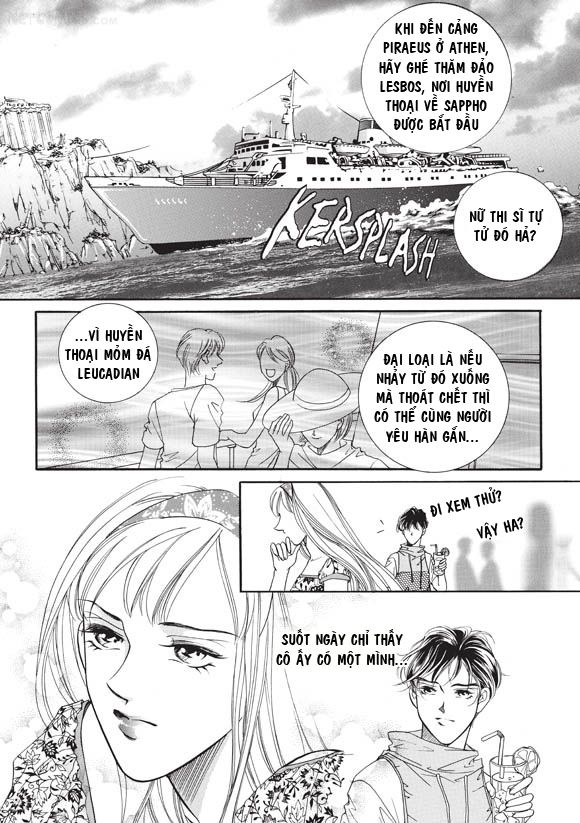 KHI ĐẾN CẢNG
PIRAEUS Ở ATHEN,
HÃY GHÉ THĂM ĐẢO
LESBOS, NƠI HUYỀN
THOẠI VỀ SAPPHO
ĐƯỢC BẮT ĐẦU
NỮ THI SĨ TỰ
TỬ ĐÓ HẢ?
KERSPLASH
...VÌ HUYỀN
THOẠI MỎM ĐÁ
LEUCADIAN
ĐẠI LOẠI LÀ NẾU
NHẢY TỪ ĐÓ XUỐNG
MÀ THOÁT CHẾT THÌ
CÓ THỂ CÙNG NGƯỜI
YÊU HÀN GẮN...
ĐI XEM THỬ?
VẬY HA?
SUỐT NGÀY CHỈ THẤY
CÔ ẤY CÓ MỘT MÌNH...